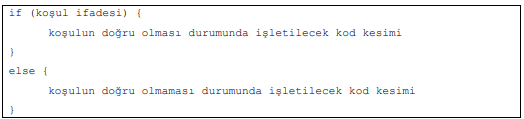 if (koşul ifadesi) {
koşulun doğru olması durumunda işletilecek kod kesimi
}
else {
koşulun doğru olmaması durumunda işletilecek kod kesimi
}